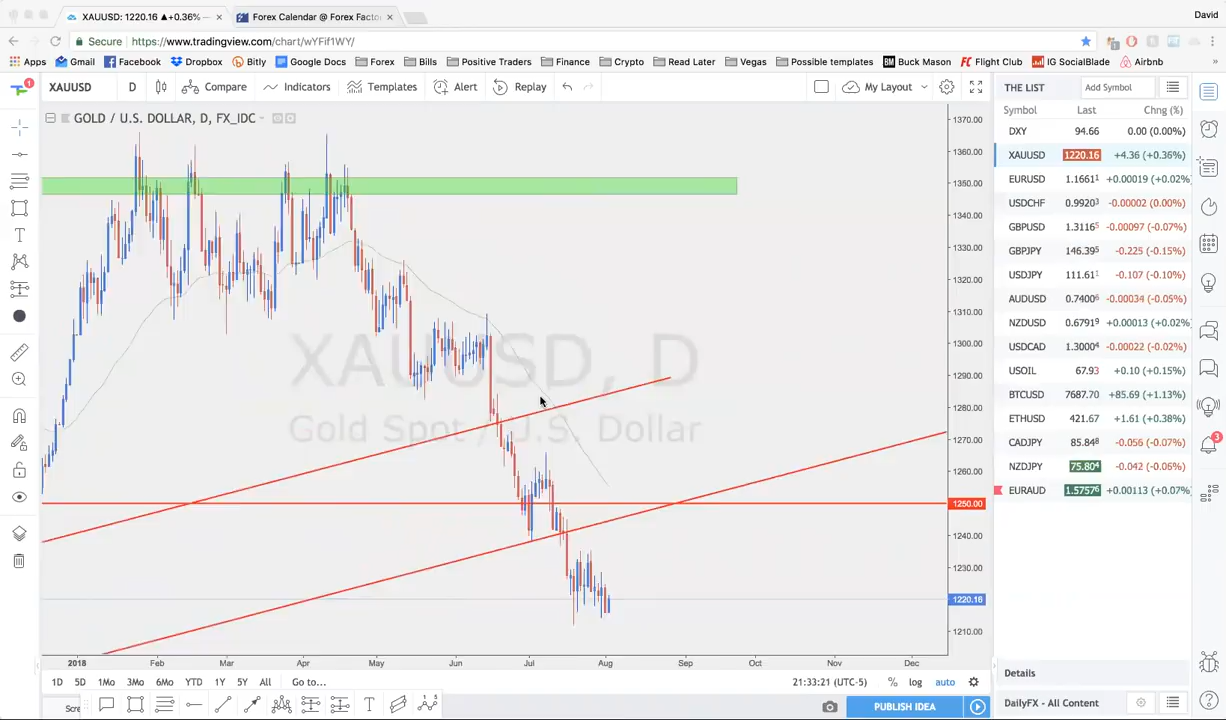 David
XAUUSD: 1220.16 ▲+0.36% ×
Forex Calendar @ Forex Facto ×
Secure https://www.tradingview.com/chart/wYFif1WY/
Apps Gmail Facebook Dropbox Bitly Google Docs Forex Bills Positive Traders Finance Crypto Read Later Vegas Possible templates BM Buck Mason FC Flight Club IG SocialBlade Airbnb »
1
XAUUSD D Compare Indicators Templates Alert Replay My Layout
GOLD / U.S. DOLLAR, D, FX_IDC
XAUUSD, D
Gold Spot / U.S. Dollar
1370.00
1360.00
1350.00
1340.00
1330.00
1320.00
1310.00
1300.00
1290.00
1280.00
1270.00
1260.00
1250.00
1240.00
1230.00
1220.16
1210.00
2018 Feb Mar Apr May Jun Jul Aug Sep Oct Nov Dec
1D 5D 1Mo 3Mo 6Mo YTD 1Y 5Y All Go to... 21:33:21 (UTC-5) % log auto
Scre
T
PUBLISH IDEA
THE LIST Add Symbol
Symbol Last Chng (%)
DXY 94.66 0.00 (0.00%)
XAUUSD 1220.16 +4.36 (+0.36%)
EURUSD 1.16611 +0.00019 (+0.02%)
USDCHF 0.99203 -0.00002 (0.00%)
GBPUSD 1.31165 -0.00097 (-0.07%)
GBPJPY 146.395 -0.225 (-0.15%)
USDJPY 111.611 -0.107 (-0.10%)
AUDUSD 0.74006 -0.00034 (-0.05%)
NZDUSD 0.67919 +0.00013 (+0.02%)
USDCAD 1.30004 -0.00022 (-0.02%)
USOIL 67.93 +0.10 (+0.15%)
BTCUSD 7687.70 +85.69 (+1.13%)
ETHUSD 421.67 +1.61 (+0.38%)
CADJPY 85.848 -0.056 (-0.07%)
NZDJPY 75.804 -0.042 (-0.06%)
EURAUD 1.57576 +0.00113 (+0.07%)
3
Details
DailyFX - All Content